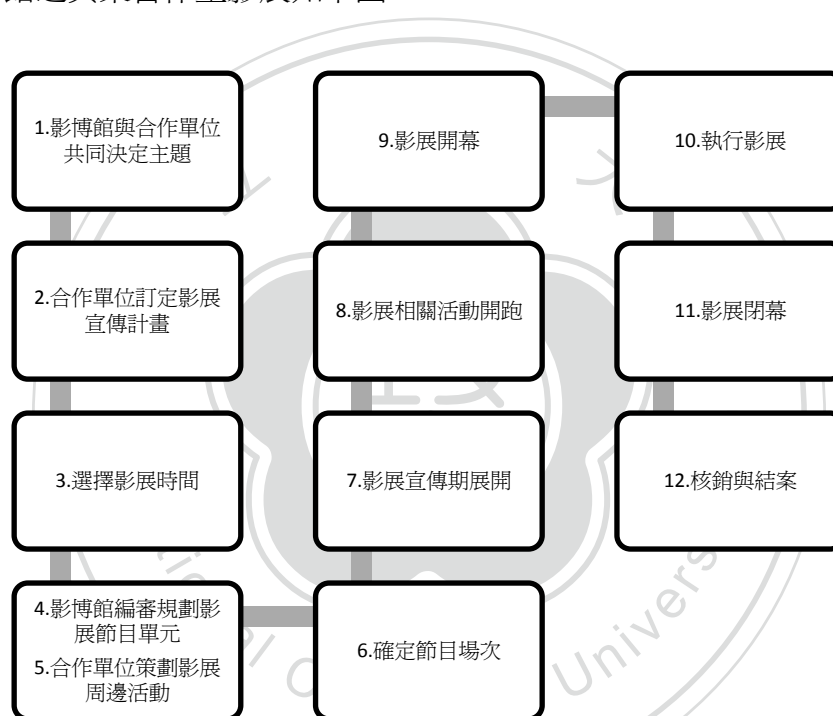 1.影博館與合作單位
共同決定主題
2.合作單位訂定影展
宣傳計畫
3.選擇影展時間
4.影博館編審規劃影
展節目單元
5.合作單位策劃影展
周邊活動
6.確定節目場次
7.影展宣傳期展開
8.影展相關活動開跑
9.影展開幕
10.執行影展
11.影展閉幕
12.核銷與結案